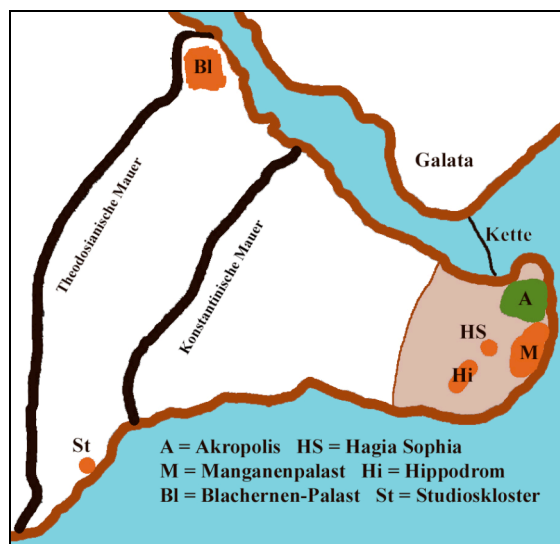 Bl
Galata
Theodosianische Mauer
Konstantinische Mauer
Kette
A
HS
M
Hi
St
A = Akropolis HS = Hagia Sophia
M = Manganenpalast Hi = Hippodrom
Bl = Blachernen-Palast St = Studioskloster